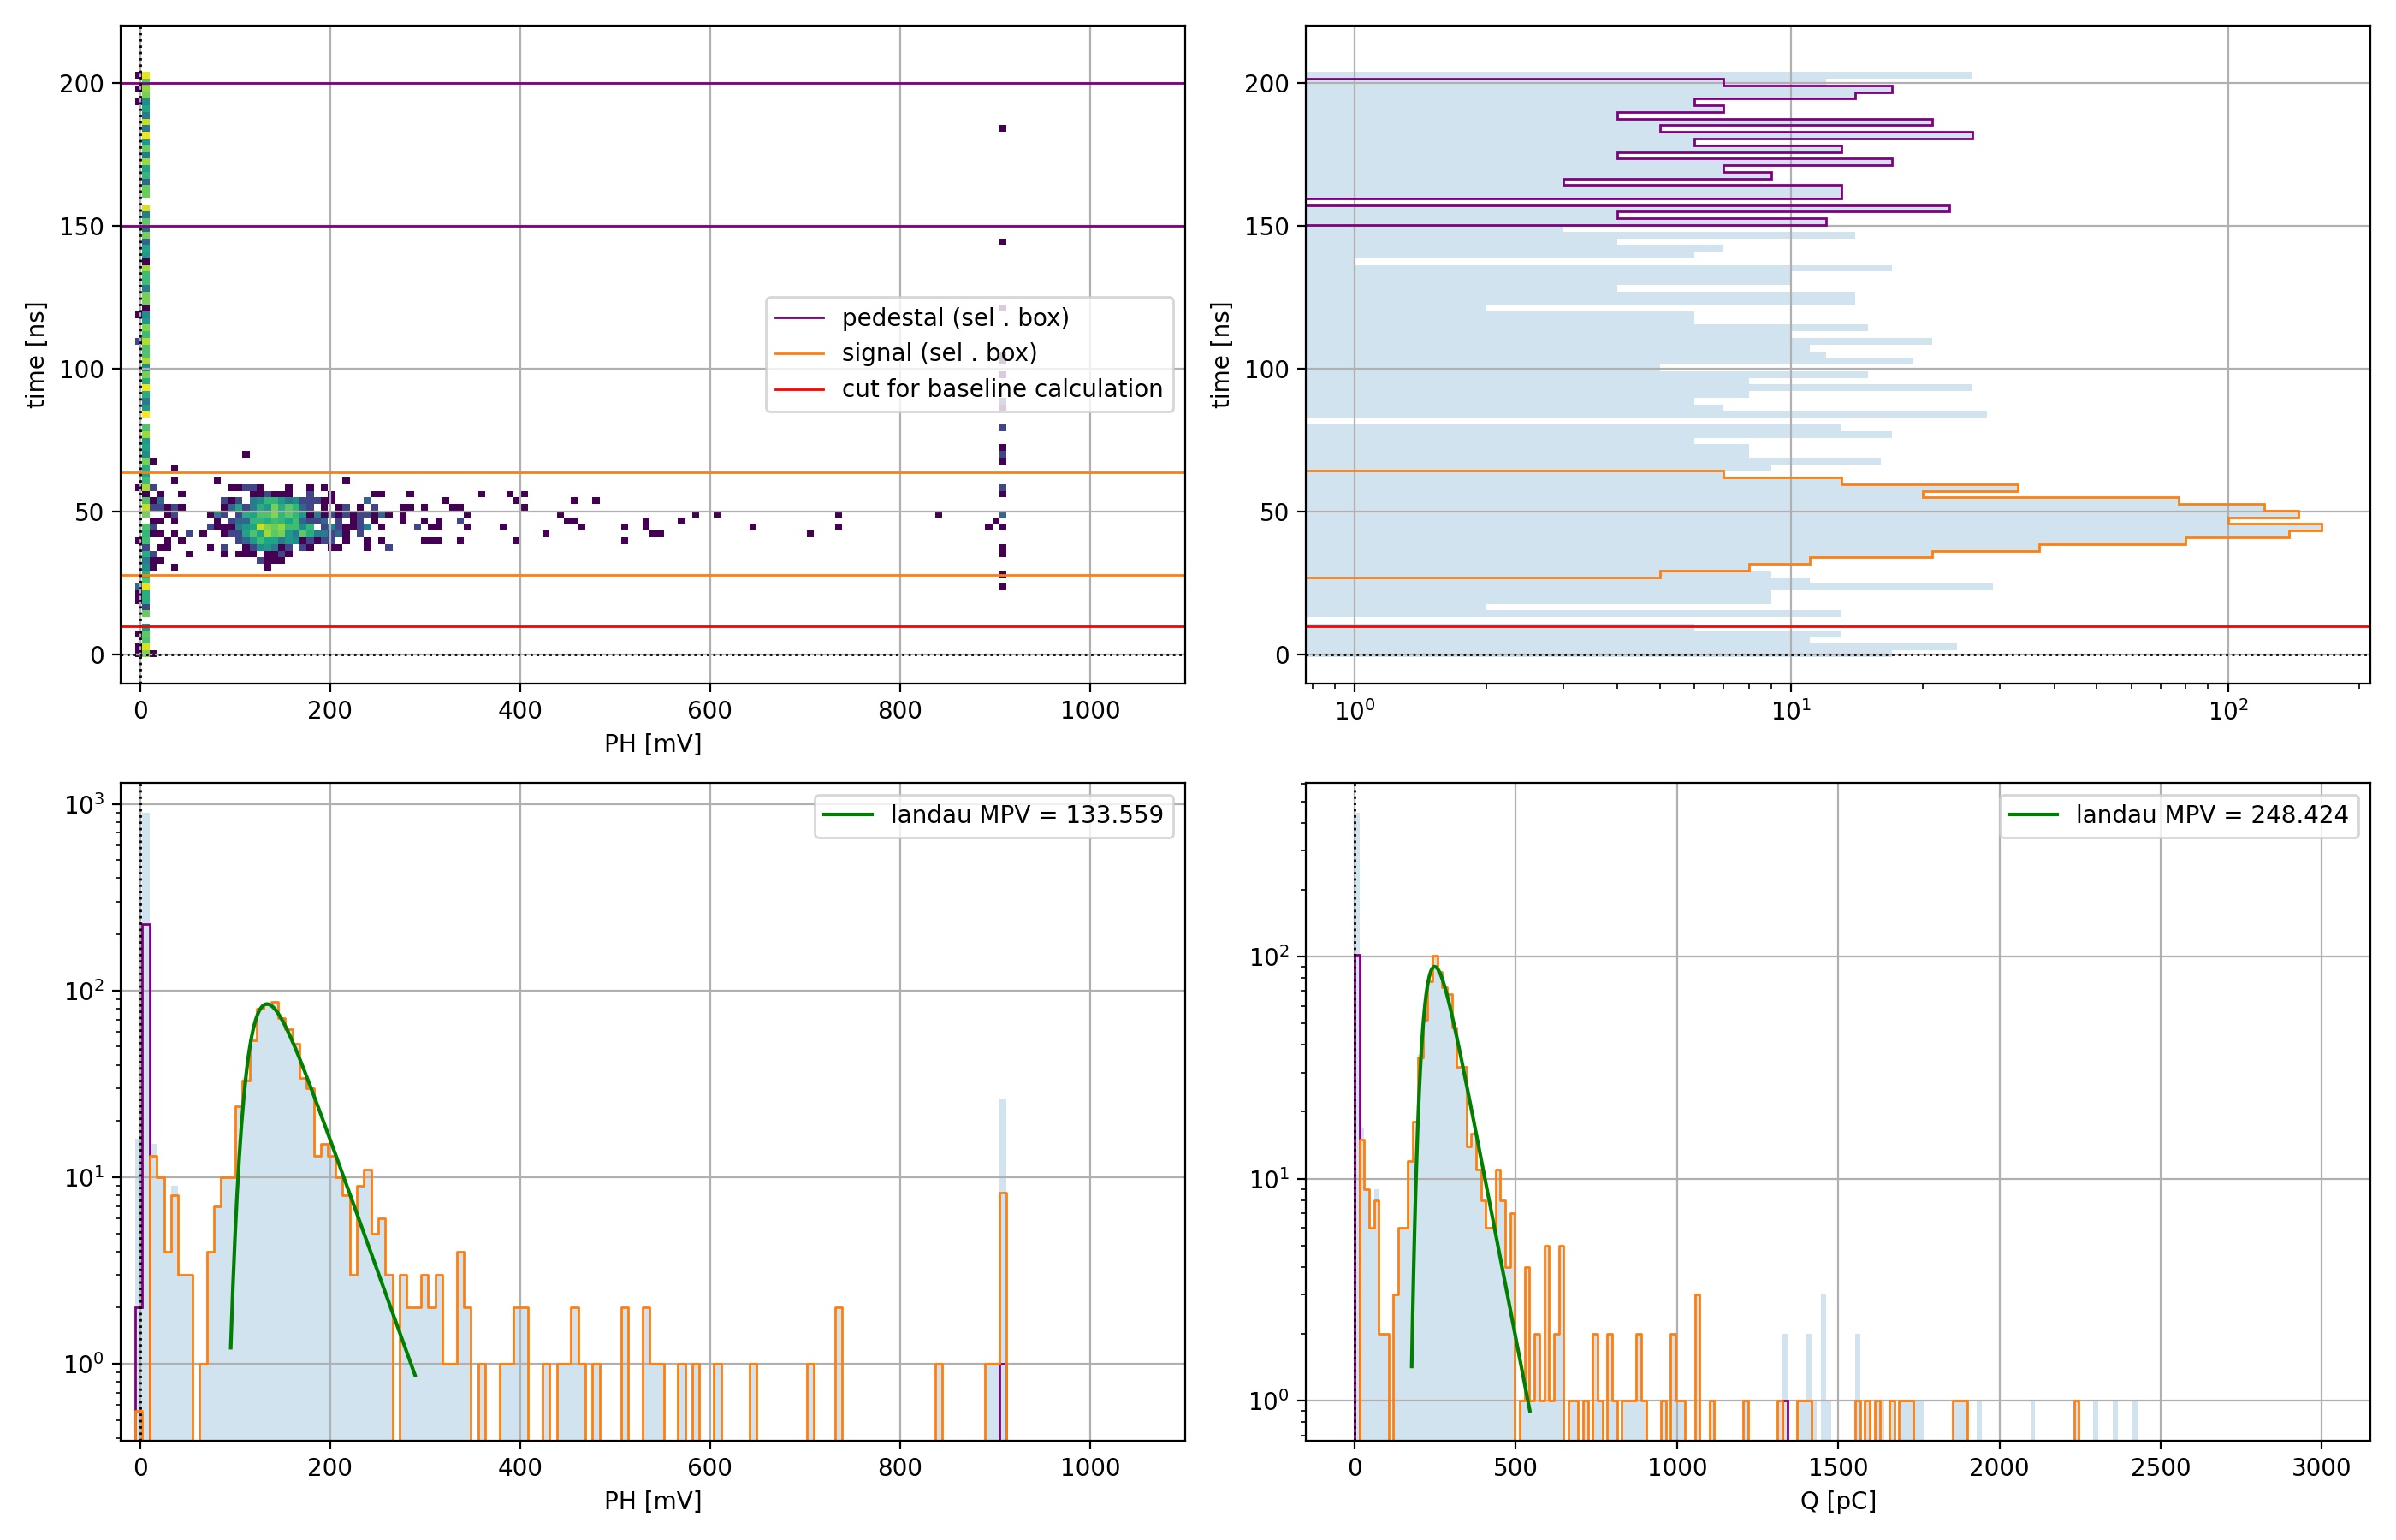 200
150
100
50
0
time [ns]
pedestal (sel . box)
signal (sel . box)
cut for baseline calculation
0 200 400 600 800 1000
PH [mV]
200
150
100
50
0
time [ns]
10⁰ 10¹ 10²
10³
10²
10¹
10⁰
landau MPV = 133.559
0 200 400 600 800 1000
PH [mV]
10²
10¹
10⁰
landau MPV = 248.424
0 500 1000 1500 2000 2500 3000
Q [pC]